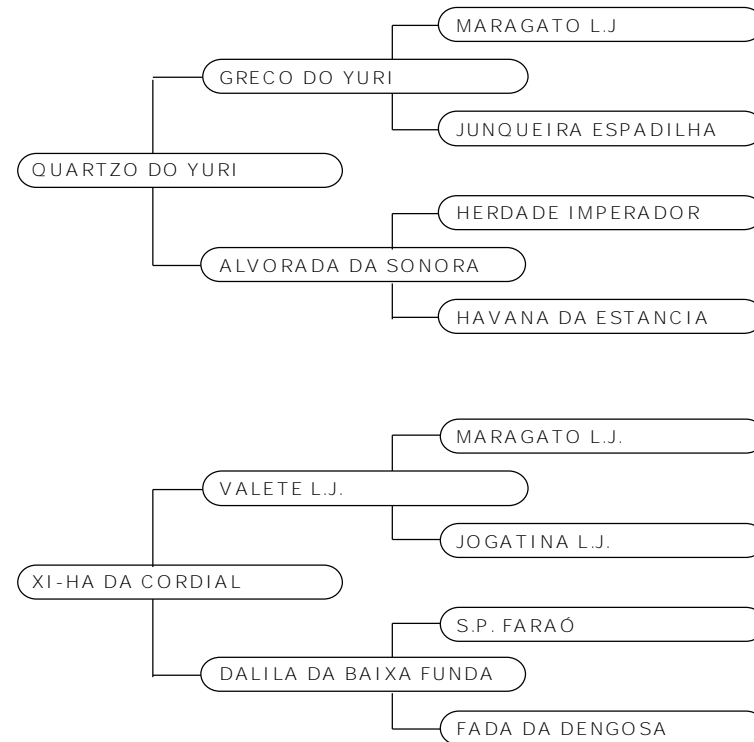 MARAGATO L.J
GRECO DO YURI
JUNQUEIRA ESPADILHA
QUARTZO DO YURI
HERDADE IMPERADOR
ALVORADA DA SONORA
HAVANA DA ESTANCIA
MARAGATO L.J.
VALETE L.J.
JOGATINA L.J.
XI-HA DA CORDIAL
S.P. FARAÓ
DALILA DA BAIXA FUNDA
FADA DA DENGOSA